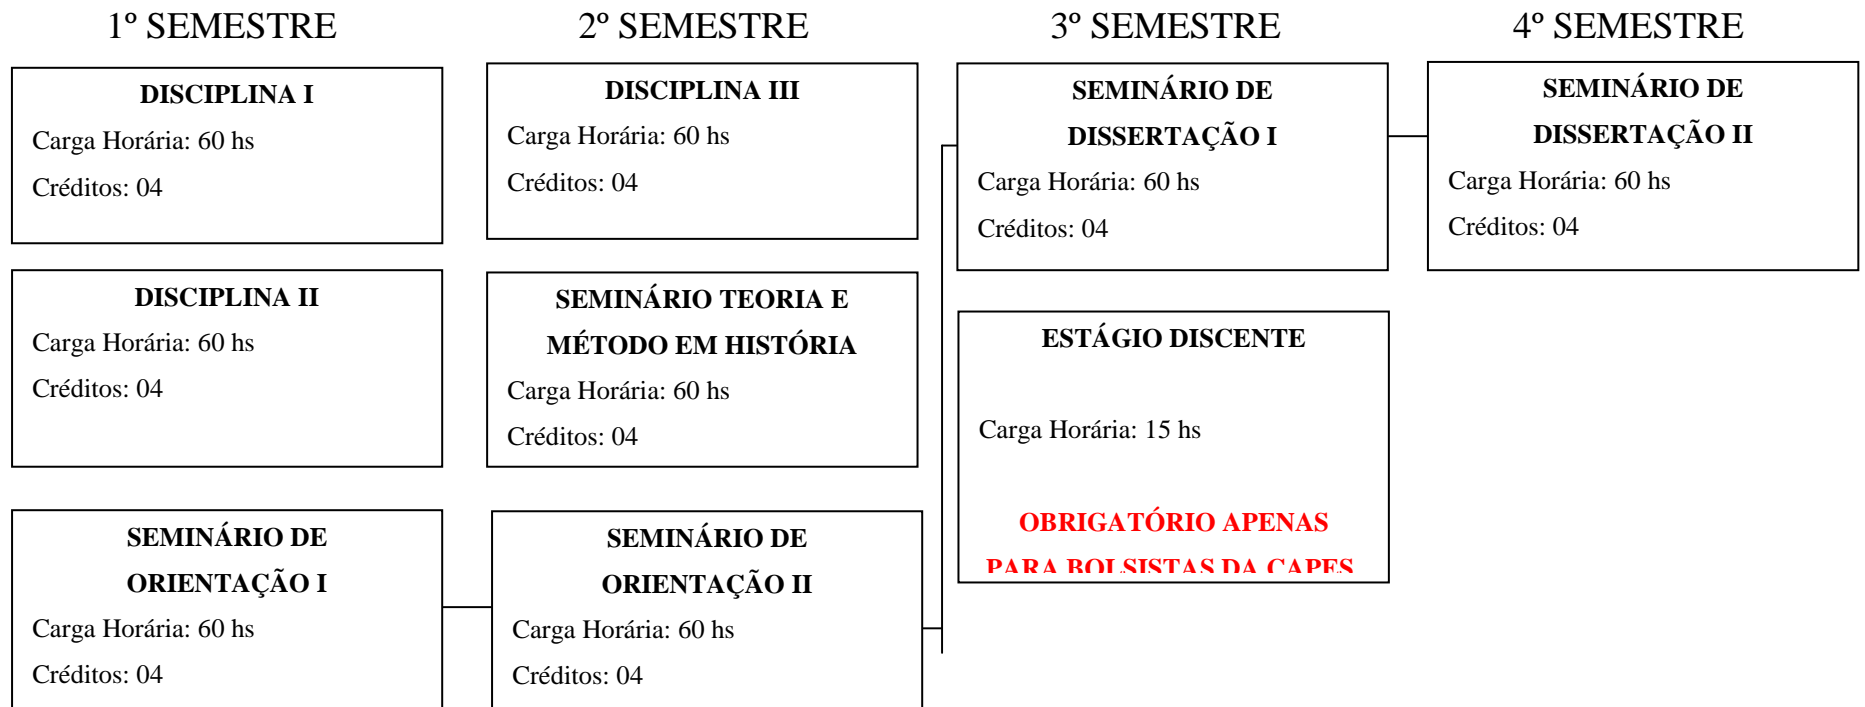 1º SEMESTRE
2º SEMESTRE
3º SEMESTRE
4º SEMESTRE
DISCIPLINA I
Carga Horária: 60 hs
Créditos: 04
DISCIPLINA II
Carga Horária: 60 hs
Créditos: 04
SEMINÁRIO DE
ORIENTAÇÃO I
Carga Horária: 60 hs
Créditos: 04
DISCIPLINA III
Carga Horária: 60 hs
Créditos: 04
SEMINÁRIO TEORIA E
MÉTODO EM HISTÓRIA
Carga Horária: 60 hs
Créditos: 04
SEMINÁRIO DE
ORIENTAÇÃO II
Carga Horária: 60 hs
Créditos: 04
SEMINÁRIO DE
DISSERTAÇÃO I
Carga Horária: 60 hs
Créditos: 04
ESTÁGIO DISCENTE
Carga Horária: 15 hs
OBRIGATÓRIO APENAS
PARA BOLSISTAS DA CAPES
SEMINÁRIO DE
DISSERTAÇÃO II
Carga Horária: 60 hs
Créditos: 04